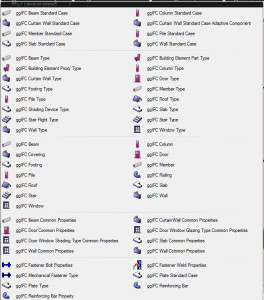 ggIFC Beam Standard Case
ggIFC Column Standard Case
ggIFC Curtain Wall Standard Case
ggIFC Curtain Wall Standard Case Adaptive Component
ggIFC Member Standard Case
ggIFC Pile Standard Case
ggIFC Slab Standard Case
ggIFC Wall Standard Case
ggIFC Beam Type
ggIFC Building Element Part Type
ggIFC Building Element Proxy Type
ggIFC Column Type
ggIFC Curtain Wall Type
ggIFC Door Type
ggIFC Footing Type
ggIFC Member Type
ggIFC Pile Type
ggIFC Roof Type
ggIFC Shading Device Type
ggIFC Slab Type
ggIFC Stair Flight Type
ggIFC Stair Type
ggIFC Wall Type
ggIFC Window Type
ggIFC Beam
ggIFC Column
ggIFC Covering
ggIFC Door
ggIFC Footing
ggIFC Member
ggIFC Pile
ggIFC Railing
ggIFC Roof
ggIFC Slab
ggIFC Stair
ggIFC Wall
ggIFC Window
ggIFC Beam Common Properties
ggIFC CurtainWall Common Properties
ggIFC Door Common Properties
ggIFC Door Window Glazing Type Common Properties
ggIFC Door Window Shading Type Common Properties
ggIFC Slab Common Properties
ggIFC Wall Common Properties
ggIFC Window Common Properties
ggIFC Fastener Bolt Properties
ggIFC Fastener Weld Properties
ggIFC Mechanical Fastener Type
ggIFC Plate Standard Case
ggIFC Plate Type
ggIFC Reinforcing Bar
ggIFC Reinforcing Bar Property